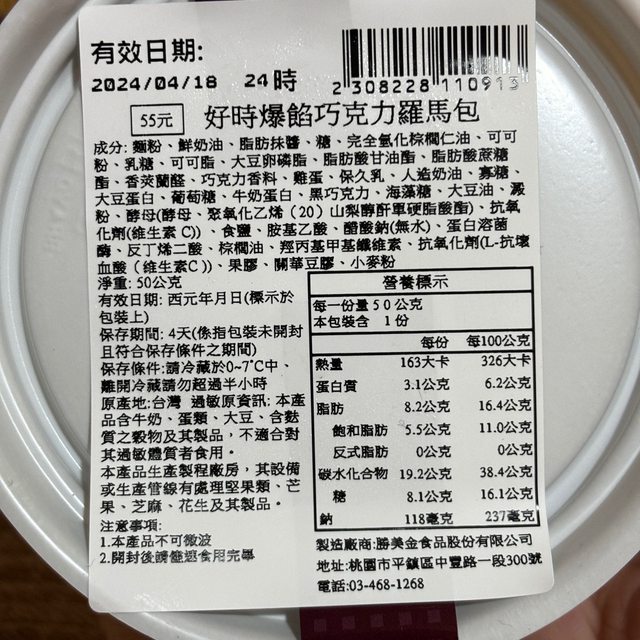 有效日期:
2024/04/18 24時
2 308228 110913
55元 好時爆餡巧克力羅馬包
成分: 麵粉、鮮奶油、脂肪抹醬、糖、完全氫化棕櫚仁油、可可
粉、乳糖、可可脂、大豆卵磷脂、脂肪酸甘油酯、脂肪酸蔗糖
酯、香莢蘭醛、巧克力香料、雞蛋、保久乳、人造奶油、寡糖、
大豆蛋白、葡萄糖、牛奶蛋白、黑巧克力、海藻糖、大豆油、澱
粉、酵母(酵母、聚氧化乙烯（20）山梨醇酐單硬脂酸酯)、抗氧
化劑(維生素C))、食鹽、胺基乙酸、醋酸鈉(無水)、蛋白溶菌
酶、反丁烯二酸、棕櫚油、羥丙基甲基纖維素、抗氧化劑(L-抗壞
血酸（維生素C))、果膠、關華豆膠、小麥粉
淨重: 50公克
有效日期: 西元年月日(標示於
包裝上)
保存期間: 4天(係指包裝未開封
且符合保存條件之期間)
保存條件:請冷藏於0~7℃中、
離開冷藏請勿超過半小時
原產地:台灣 過敏原資訊: 本產
品含牛奶、蛋類、大豆、含麩
質之穀物及其製品，不適合對
其過敏體質者食用。
本產品生產製程廠房，其設備
或生產管線有處理堅果類、芒
果、芝麻、花生及其製品。
注意事項:
1.本產品不可微波
2.開封後請儘速食用完畢
營養標示
每一份量 50公克
本包裝含 1份
每份 每100公克
熱量 163大卡 326大卡
蛋白質 3.1公克 6.2公克
脂肪 8.2公克 16.4公克
飽和脂肪 5.5公克 11.0公克
反式脂肪 0公克 0公克
碳水化合物 19.2公克 38.4公克
糖 8.1公克 16.1公克
鈉 118毫克 237毫克
製造廠商:勝美金食品股份有限公司
地址:桃園市平鎮區中豐路一段300號
電話:03-468-1268